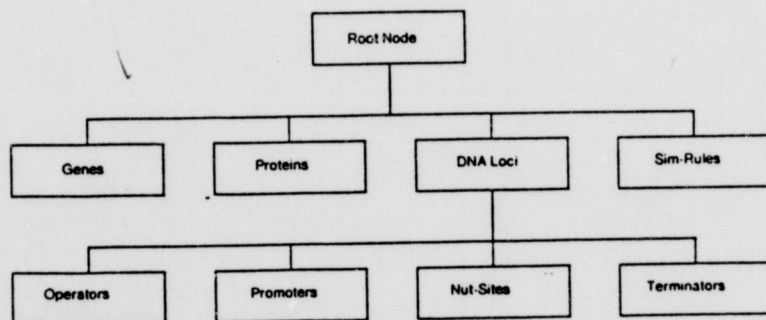 Root Node
Genes
Proteins
DNA Loci
Sim-Rules
Operators
Promoters
Nut-Sites
Terminators